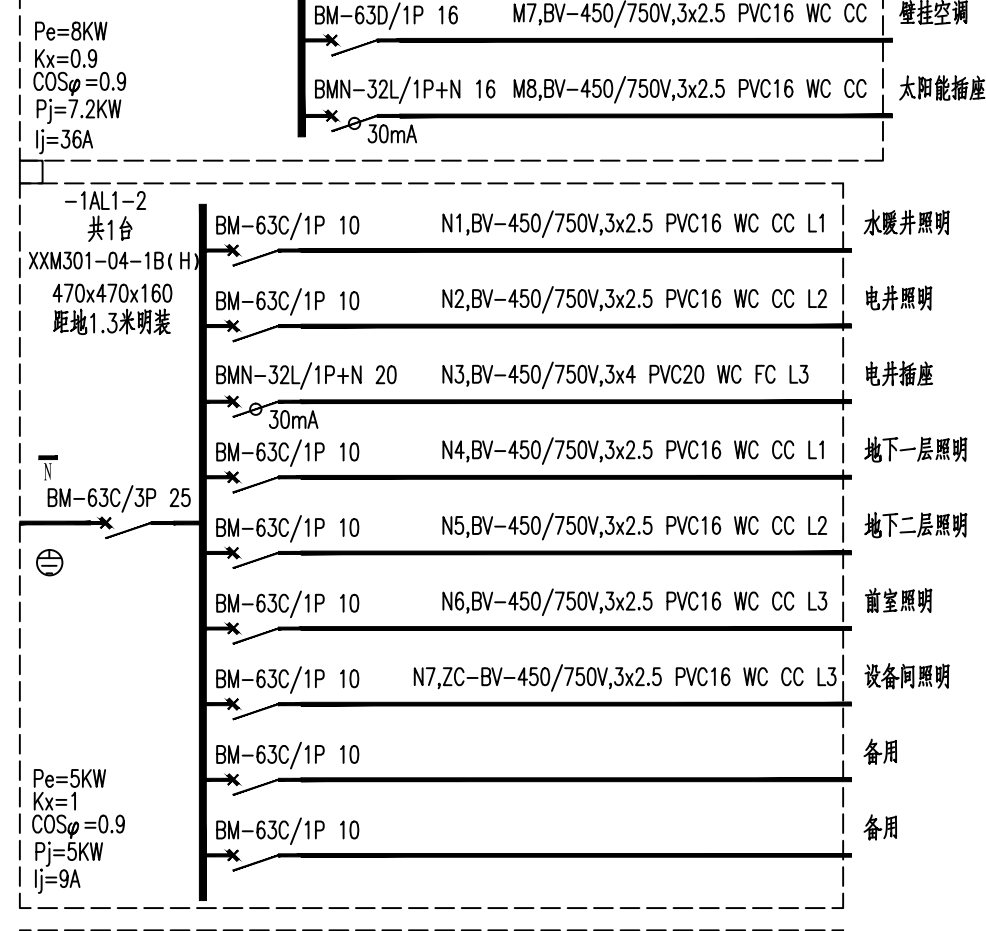 BM-63D/1P 16 M7,BV-450/750V,3x2.5 PVC16 WC CC 壁挂空调
Pe=8KW
Kx=0.9
COSφ=0.9
Pj=7.2KW
Ij=36A
BMN-32L/1P+N 16 M8,BV-450/750V,3x2.5 PVC16 WC CC 太阳能插座
30mA
-1AL1-2
共1台
XXM301-04-1B(H)
470x470x160
距地1.3米明装
BM-63C/1P 10 N1,BV-450/750V,3x2.5 PVC16 WC CC L1 水暖井照明
BM-63C/1P 10 N2,BV-450/750V,3x2.5 PVC16 WC CC L2 电井照明
BMN-32L/1P+N 20 N3,BV-450/750V,3x4 PVC20 WC FC L3 电井插座
30mA
BM-63C/1P 10 N4,BV-450/750V,3x2.5 PVC16 WC CC L1 地下一层照明
N
BM-63C/3P 25
BM-63C/1P 10 N5,BV-450/750V,3x2.5 PVC16 WC CC L2 地下二层照明
BM-63C/1P 10 N6,BV-450/750V,3x2.5 PVC16 WC CC L3 前室照明
BM-63C/1P 10 N7,ZC-BV-450/750V,3x2.5 PVC16 WC CC L3 设备间照明
BM-63C/1P 10 备用
BM-63C/1P 10 备用
Pe=5KW
Kx=1
COSφ=0.9
Pj=5KW
Ij=9A